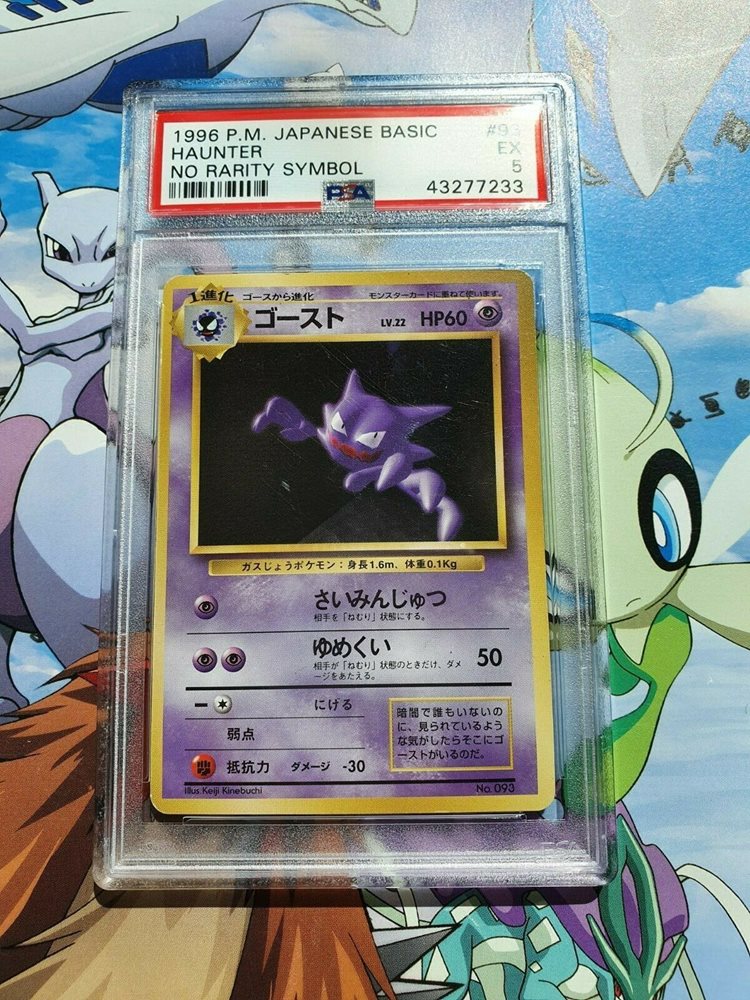 1996 P.M. JAPANESE BASIC #93
HAUNTER EX
NO RARITY SYMBOL 5
PSA 43277233
1進化 ゴースから進化 モンスターカードに重ねて使います。
ゴースト LV.22 HP60
ガスじょうポケモン：身長1.6m、体重0.1Kg
さいみんじゅつ
相手を「ねむり」状態にする。
ゆめくい 50
相手が「ねむり」状態のときだけ、ダメ
ージをあたえる。
にげる
弱点
抵抗力 ダメージ -30
暗闇で誰もいないの
に、見られているよう
な気がしたらそこにゴ
ーストがいるのだ。
Illus.Keiji Kinebuchi No.093